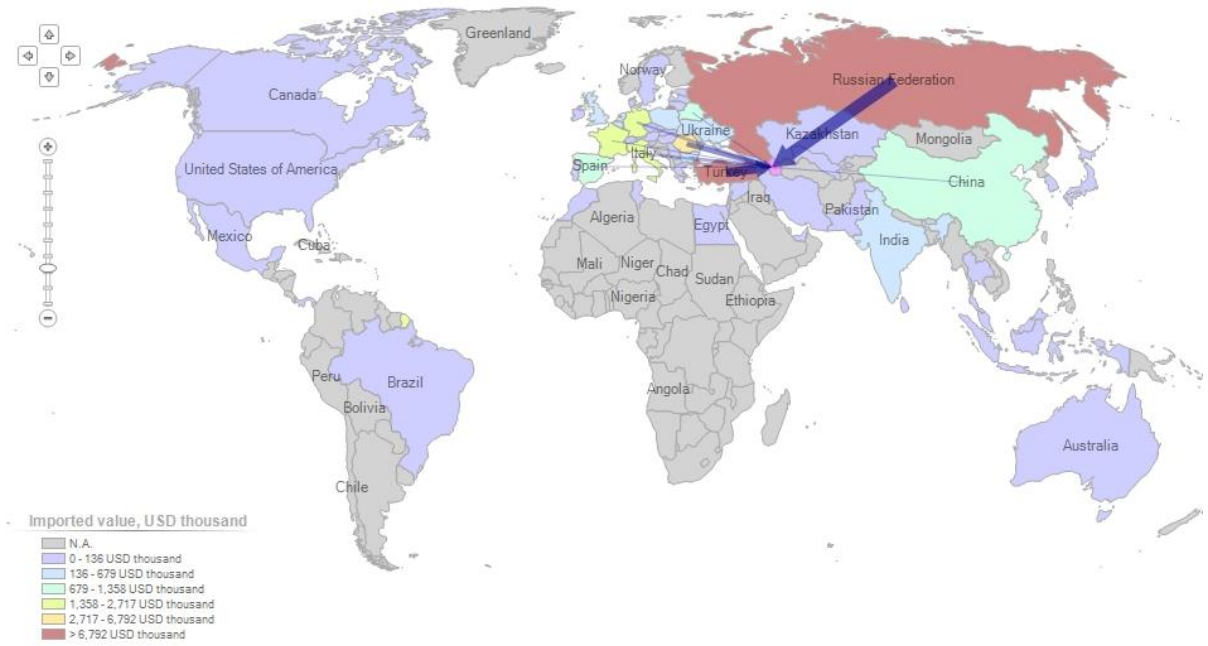 Greenland
Norway
Russian Federation
Canada
Ukraine
Kazakhstan
Mongolia
Italy
United States of America
Spain
Turkey
China
Iraq
Pakistan
Algeria
Egypt
Mexico
India
Cuba
Mali
Niger
Chad
Sudan
Nigeria
Ethiopia
Peru
Brazil
Angola
Bolivia
Australia
Chile
Imported value, USD thousand
N.A.
0 - 136 USD thousand
136 - 679 USD thousand
679 - 1,358 USD thousand
1,358 - 2,717 USD thousand
2,717 - 6,792 USD thousand
> 6,792 USD thousand